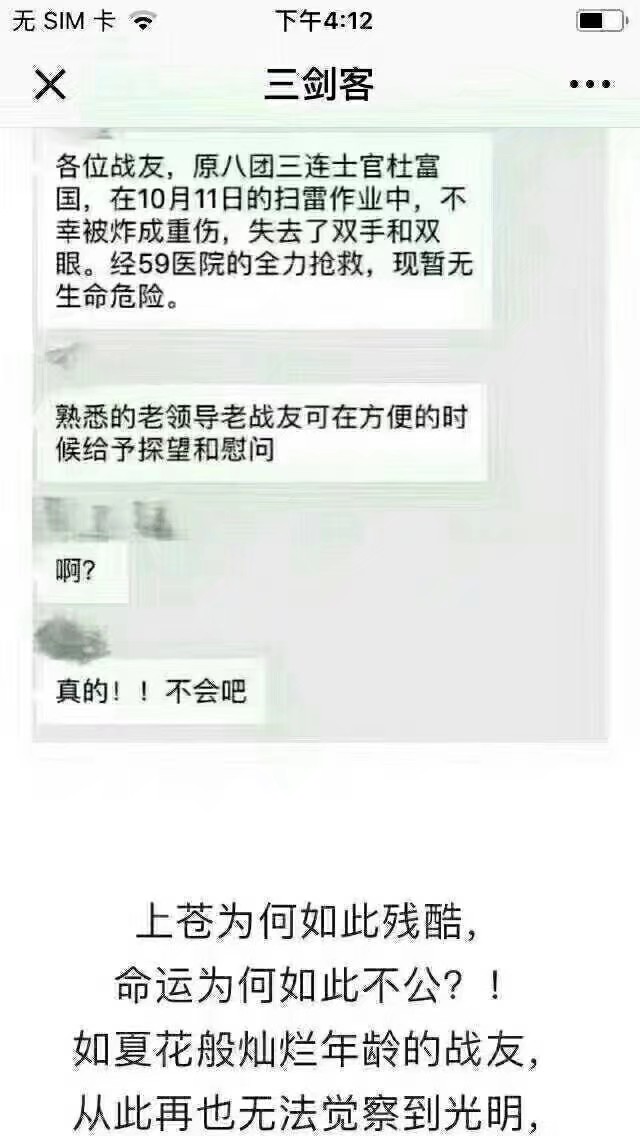 无 SIM 卡
下午4:12
三剑客
各位战友，原八团三连士官杜富
国，在10月11日的扫雷作业中，不
幸被炸成重伤，失去了双手和双
眼。经59医院的全力抢救，现暂无
生命危险。
熟悉的老领导老战友可在方便的时
候给予探望和慰问
啊？
真的！！不会吧
上苍为何如此残酷，
命运为何如此不公？！
如夏花般灿烂年龄的战友，
从此再也无法觉察到光明，